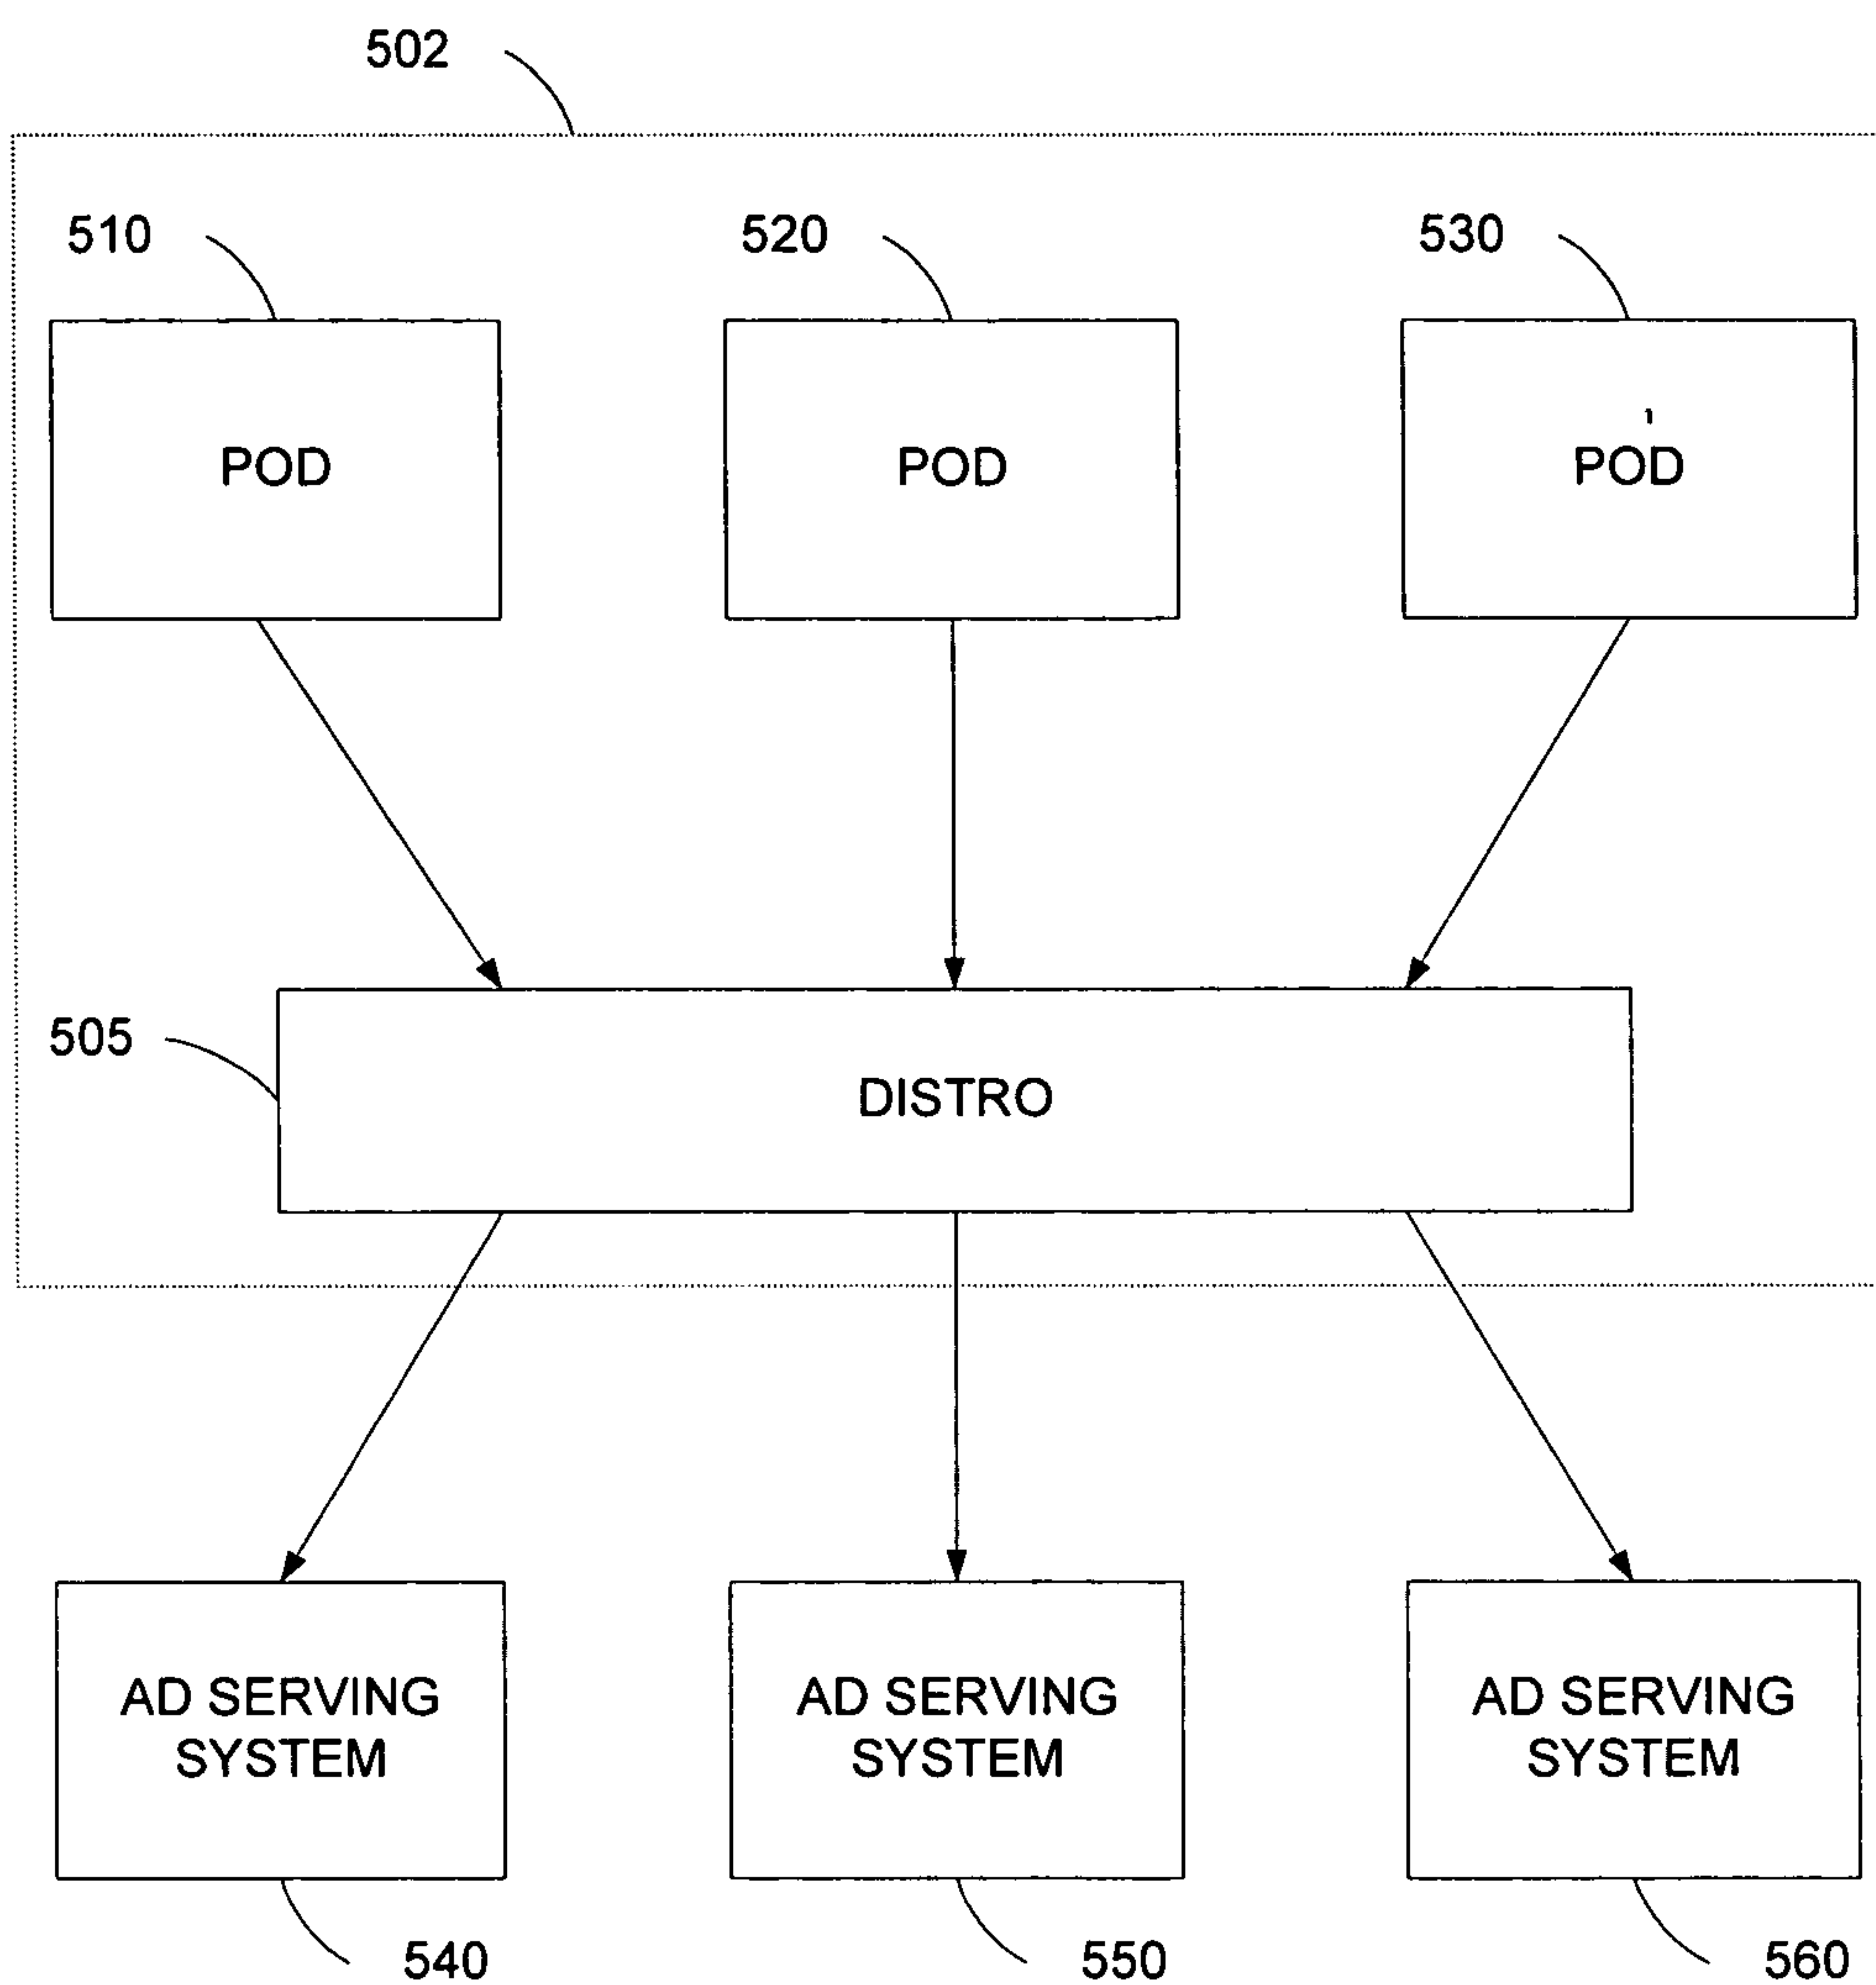 502
510
520
530
POD
POD
POD
505
DISTRO
AD SERVING
SYSTEM
AD SERVING
SYSTEM
AD SERVING
SYSTEM
540
550
560